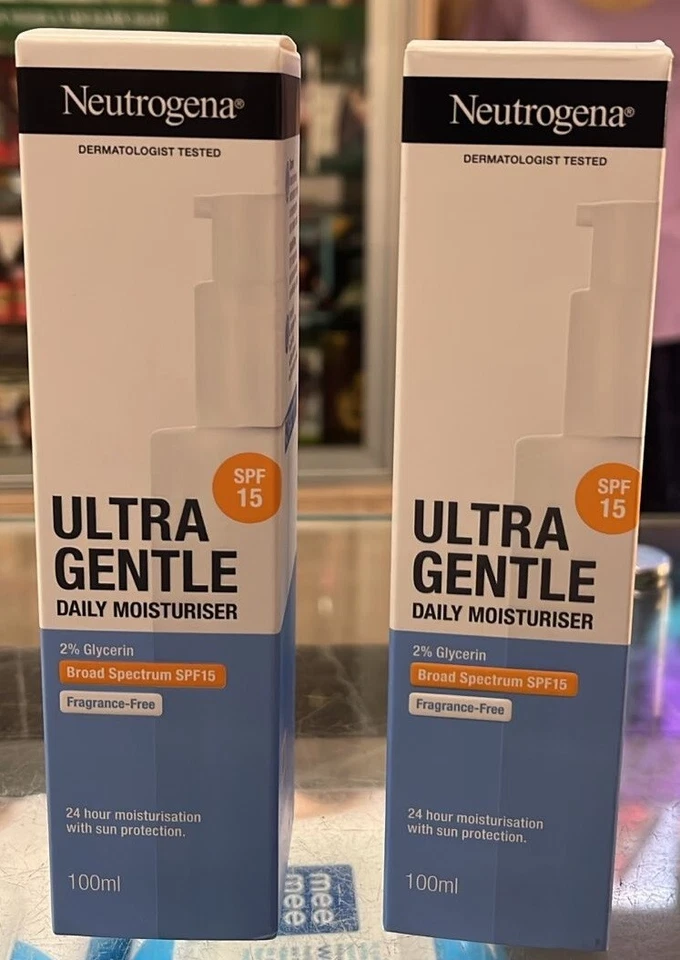 Neutrogena®
DERMATOLOGIST TESTED
SPF
15
ULTRA
GENTLE
DAILY MOISTURISER
2% Glycerin
Broad Spectrum SPF15
Fragrance-Free
24 hour moisturisation
with sun protection.
100ml
Neutrogena®
DERMATOLOGIST TESTED
SPF
15
ULTRA
GENTLE
DAILY MOISTURISER
2% Glycerin
Broad Spectrum SPF15
Fragrance-Free
24 hour moisturisation
with sun protection.
100ml
mee
mee